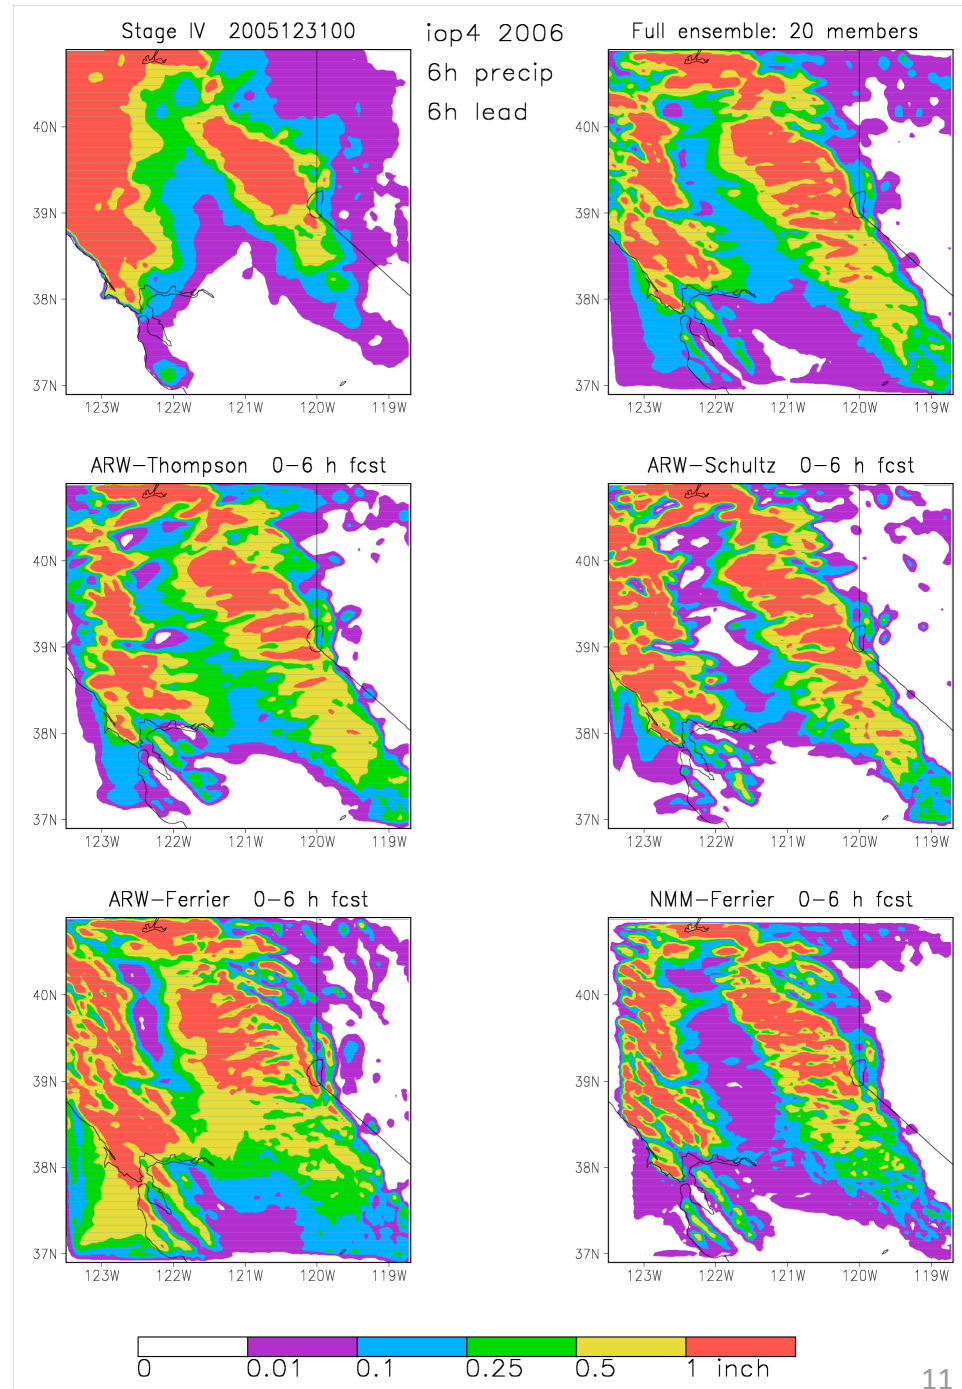 Stage IV 2005123100
iop4 2006
6h precip
6h lead
Full ensemble: 20 members
40N
39N
38N
37N
123W 122W 121W 120W 119W
40N
39N
38N
37N
123W 122W 121W 120W 119W
ARW-Thompson 0-6 h fcst
ARW-Schultz 0-6 h fcst
40N
39N
38N
37N
123W 122W 121W 120W 119W
40N
39N
38N
37N
123W 122W 121W 120W 119W
ARW-Ferrier 0-6 h fcst
NMM-Ferrier 0-6 h fcst
40N
39N
38N
37N
123W 122W 121W 120W 119W
40N
39N
38N
37N
123W 122W 121W 120W 119W
0 0.01 0.1 0.25 0.5 1 inch
11